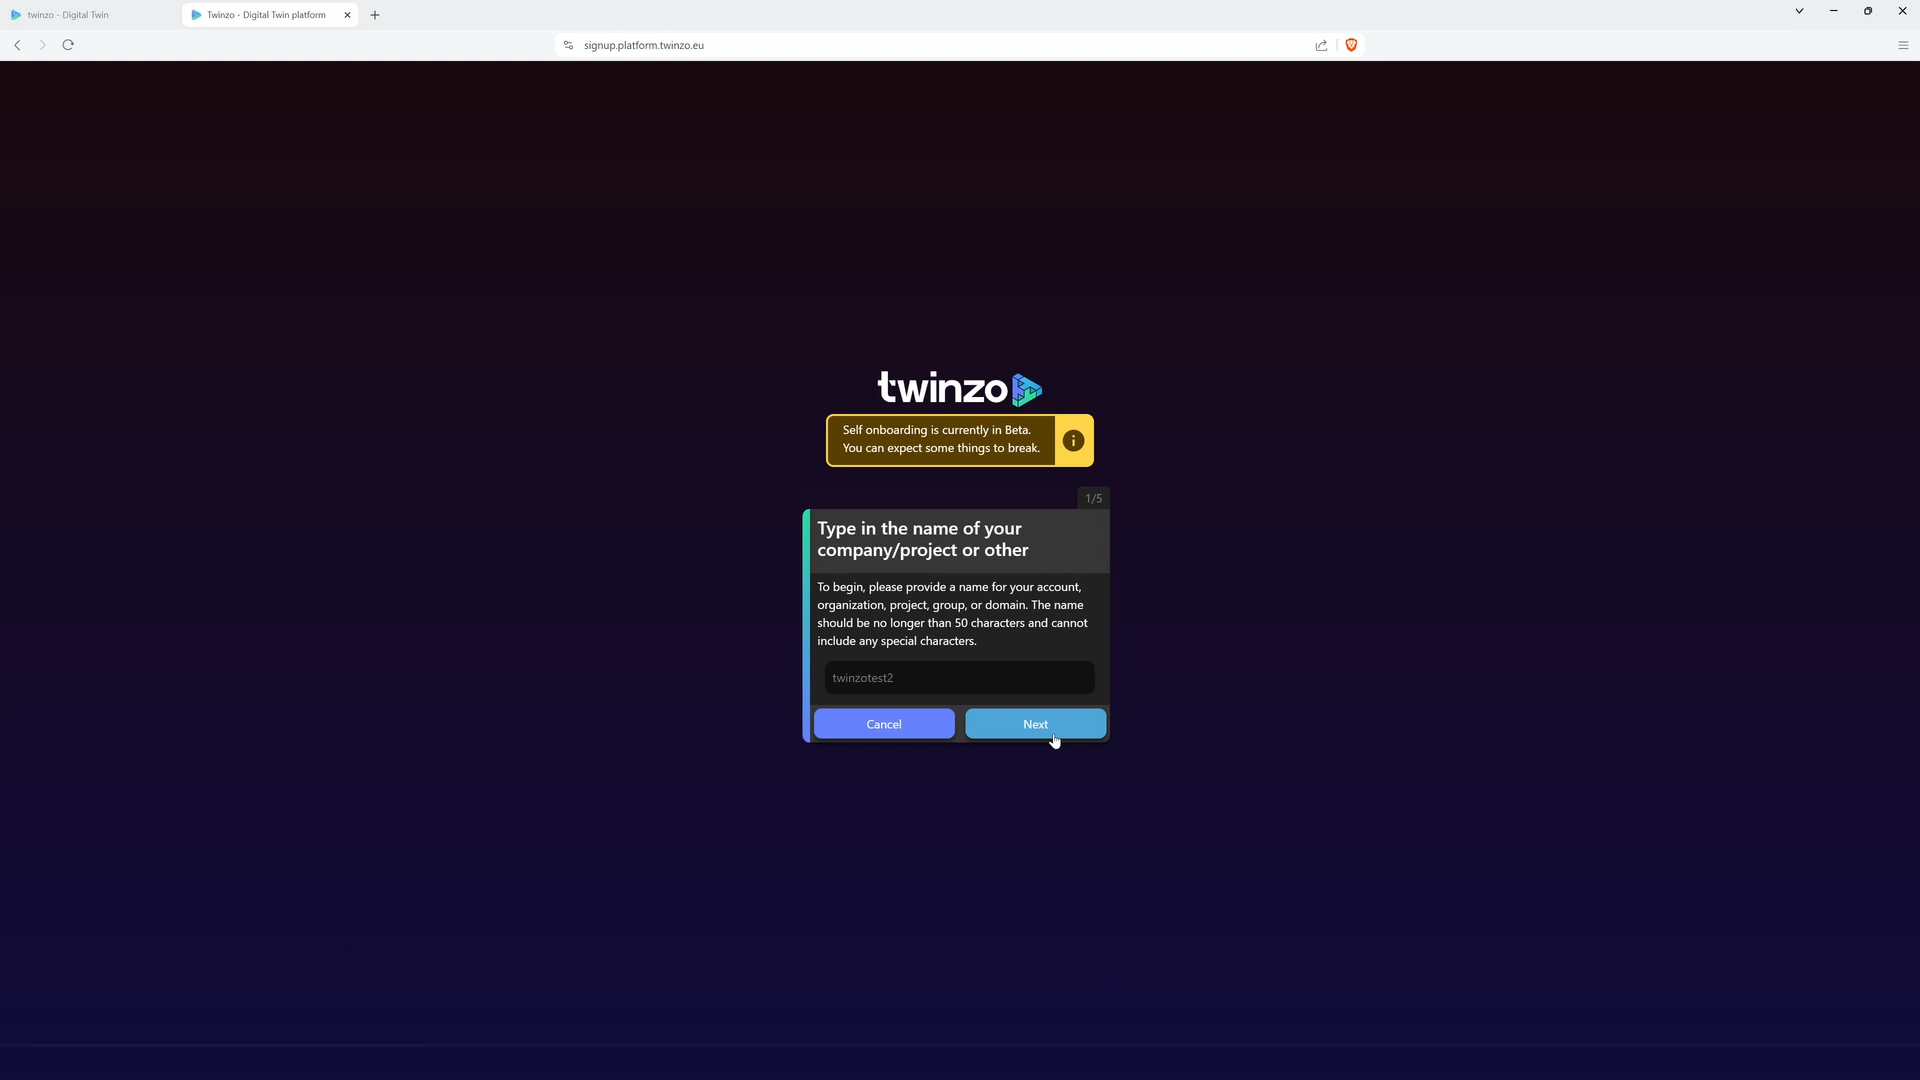 twinzo - Digital Twin
Twinzo - Digital Twin platform
signup.platform.twinzo.eu
twinzo
Self onboarding is currently in Beta.
You can expect some things to break.
1/5
Type in the name of your
company/project or other
To begin, please provide a name for your account,
organization, project, group, or domain. The name
should be no longer than 50 characters and cannot
include any special characters.
twinzotest2
Cancel
Next